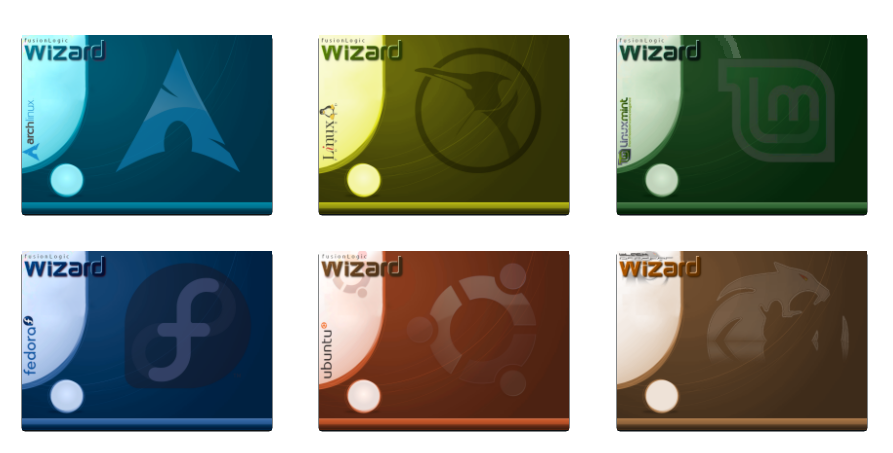 fusionLogic
Wizard
archlinux
fusionLogic
Wizard
Linux
fusionLogic
Wizard
Linuxmint
fusionLogic
Wizard
fedora
fusionLogic
Wizard
ubuntu
Wizard